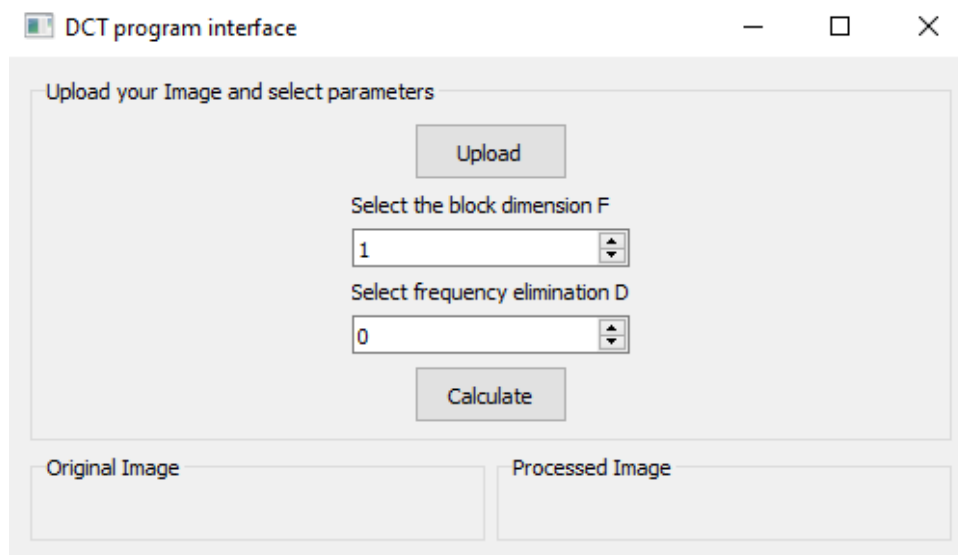 DCT program interface
Upload your Image and select parameters
Upload
Select the block dimension F
1
Select frequency elimination D
0
Calculate
Original Image
Processed Image